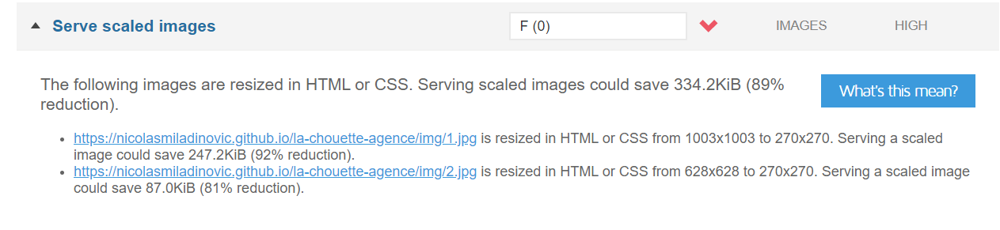 Serve scaled images F (0) IMAGES HIGH
The following images are resized in HTML or CSS. Serving scaled images could save 334.2KiB (89%
reduction).
What's this mean?
https://nicolasmiladinovic.github.io/la-chouette-agence/img/1.jpg is resized in HTML or CSS from 1003x1003 to 270x270. Serving a scaled
image could save 247.2KiB (92% reduction).
https://nicolasmiladinovic.github.io/la-chouette-agence/img/2.jpg is resized in HTML or CSS from 628x628 to 270x270. Serving a scaled image
could save 87.0KiB (81% reduction).